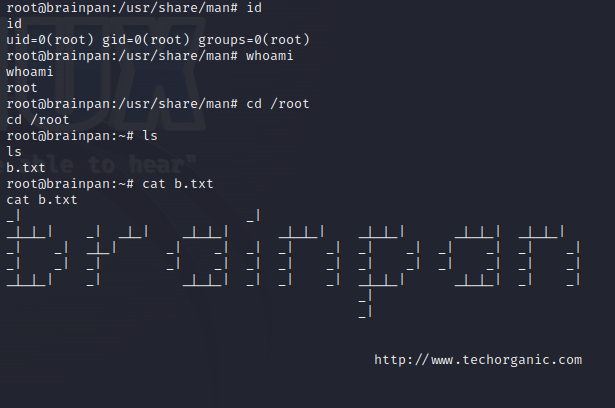 root@brainpan:/usr/share/man# id
id
uid=0(root) gid=0(root) groups=0(root)
root@brainpan:/usr/share/man# whoami
whoami
root
root@brainpan:/usr/share/man# cd /root
cd /root
root@brainpan:~# ls
ls
b.txt
root@brainpan:~# cat b.txt
cat b.txt
brainpan
http://www.techorganic.com